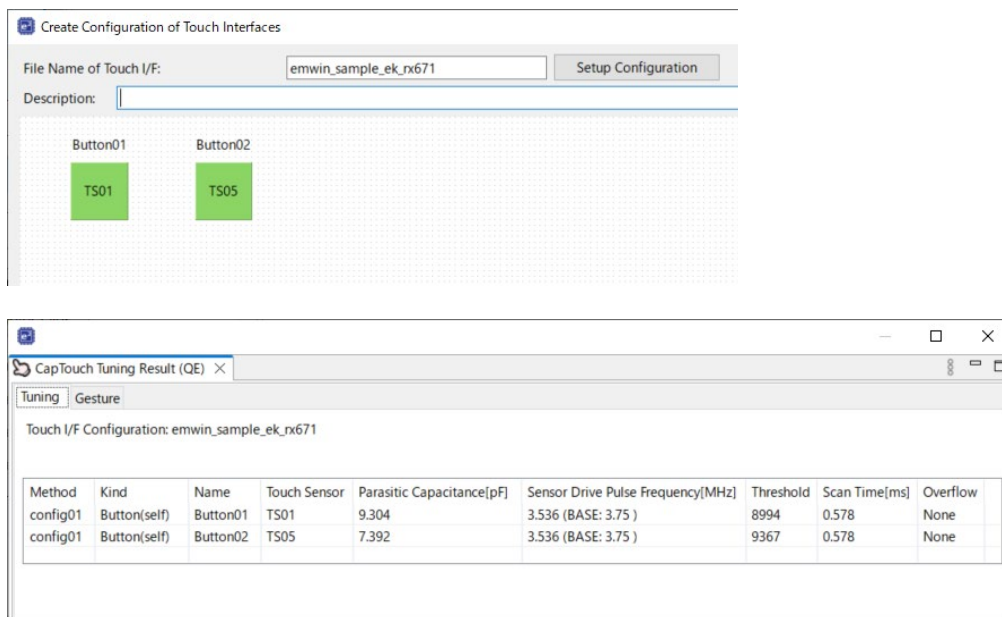 Create Configuration of Touch Interfaces
File Name of Touch I/F: emwin_sample_ek_rx671 Setup Configuration
Description:
Button01 Button02
TS01 TS05
CapTouch Tuning Result (QE)
Tuning Gesture
Touch I/F Configuration: emwin_sample_ek_rx671
Method Kind Name Touch Sensor Parasitic Capacitance[pF] Sensor Drive Pulse Frequency[MHz] Threshold Scan Time[ms] Overflow
config01 Button(self) Button01 TS01 9.304 3.536 (BASE: 3.75 ) 8994 0.578 None
config01 Button(self) Button02 TS05 7.392 3.536 (BASE: 3.75 ) 9367 0.578 None